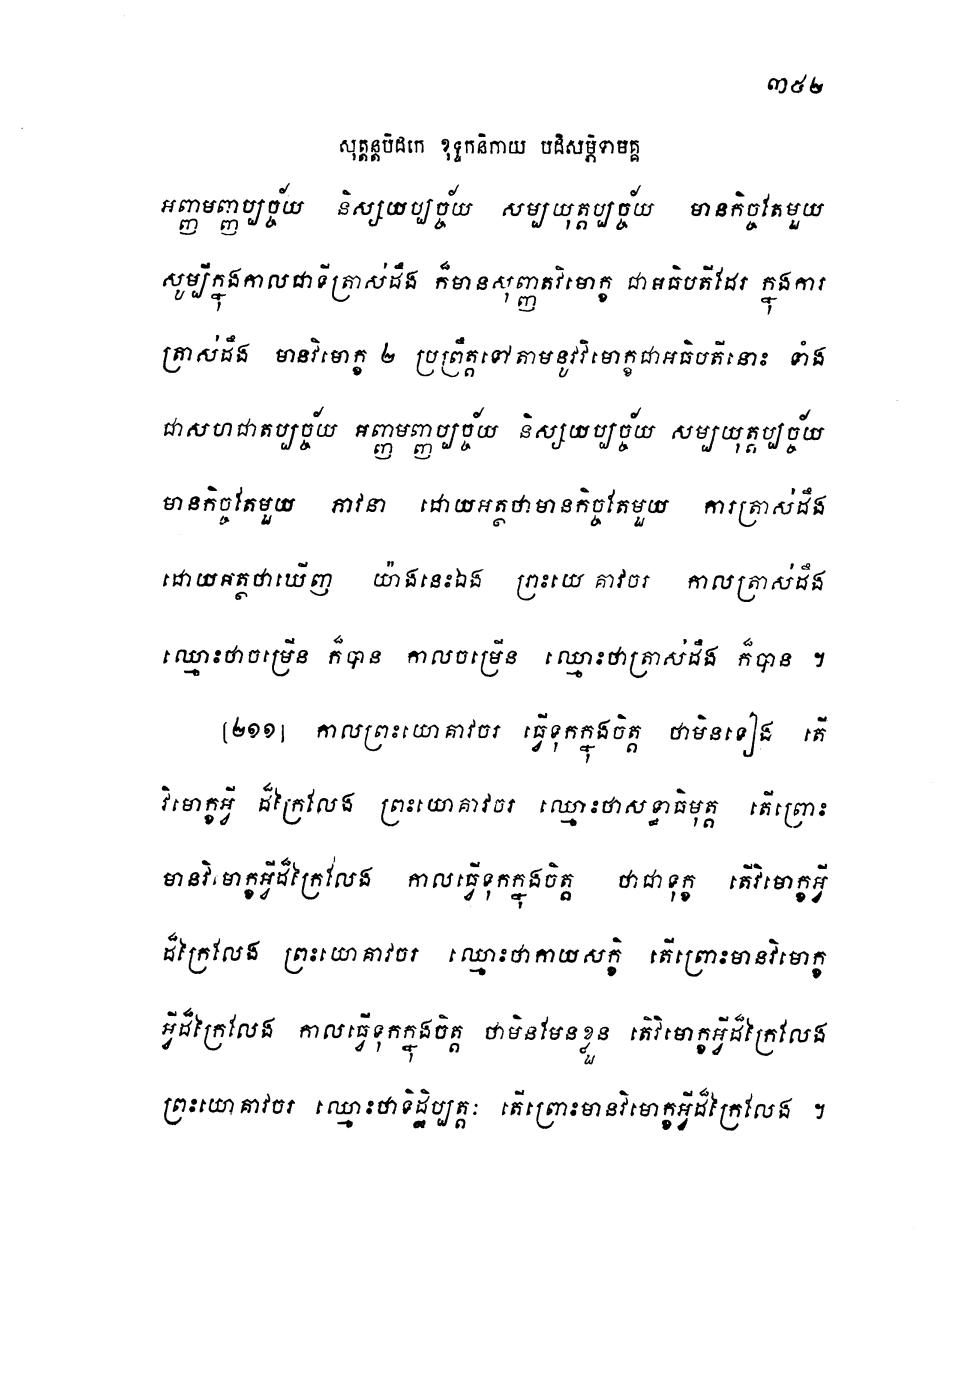 ៣៥២
សុត្តន្តបិដកេ ខុទ្ទកនិកាយ បដិសម្ភិទាមគ្គ
អញ្ញាមញ្ញាប្បច្ច័យ និស្សយប្បច្ច័យ សម្បយុត្តប្បច្ច័យ មានកិច្ចតែមួយ
សូម្បីក្នុងកាលជាទីត្រាស់ដឹង ក៏មានសុញ្ញតវិមោក្ខ ជាអធិបតីដែរ ក្នុងការ
ត្រាស់ដឹង មានវិមោក្ខ ២ ប្រព្រឹត្តទៅតាមនូវវិមោក្ខជាអធិបតីនោះ ទាំង
ជាសហជាតប្បច្ច័យ អញ្ញាមញ្ញាប្បច្ច័យ និស្សយប្បច្ច័យ សម្បយុត្តប្បច្ច័យ
មានកិច្ចតែមួយ ភាវនា ដោយអត្ថថាមានកិច្ចតែមួយ ការត្រាស់ដឹង
ដោយអត្ថថាឃើញ យ៉ាងនេះឯង ព្រះយេគាវចរ កាលត្រាស់ដឹង
ឈ្មោះថាចម្រើន ក៏បាន កាលចម្រើន ឈ្មោះថាត្រាស់ដឹង ក៏បាន ។
[២១១] កាលព្រះយោគាវចរ ធ្វើទុកក្នុងចិត្ត ថាមិនទៀង តើ
វិមោក្ខអ្វី ដ៏ក្រៃលែង ព្រះយោគាវចរ ឈ្មោះថាសទ្ធាធិមុត្ត តើព្រោះ
មានវិមោក្ខអ្វីដ៏ក្រៃលែង កាលធ្វើទុកក្នុងចិត្ត ថាជាទុក្ខ តើវិមោក្ខអ្វី
ដ៏ក្រៃលែង ព្រះយោគាវចរ ឈ្មោះថាកាយសក្ខិ តើព្រោះមានវិមោក្ខ
អ្វីដ៏ក្រៃលែង កាលធ្វើទុកក្នុងចិត្ត ថាមិនមែនខ្លួន តើវិមោក្ខអ្វីដ៏ក្រៃលែង
ព្រះយោគាវចរ ឈ្មោះថាទិដ្ឋិប្បត្តៈ តើព្រោះមានវិមោក្ខអ្វីដ៏ក្រៃលែង ។